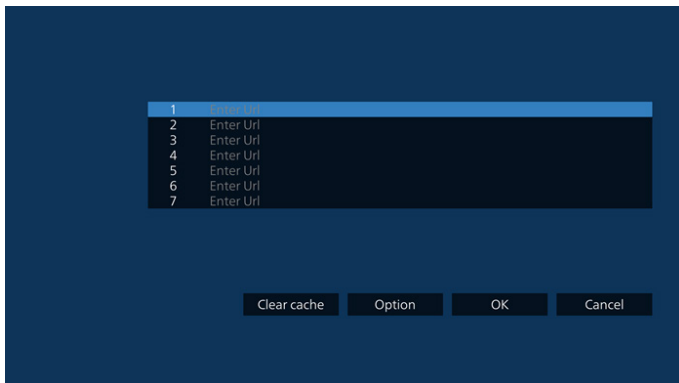 1 Enter Url
2 Enter Url
3 Enter Url
4 Enter Url
5 Enter Url
6 Enter Url
7 Enter Url
Clear cache Option OK Cancel